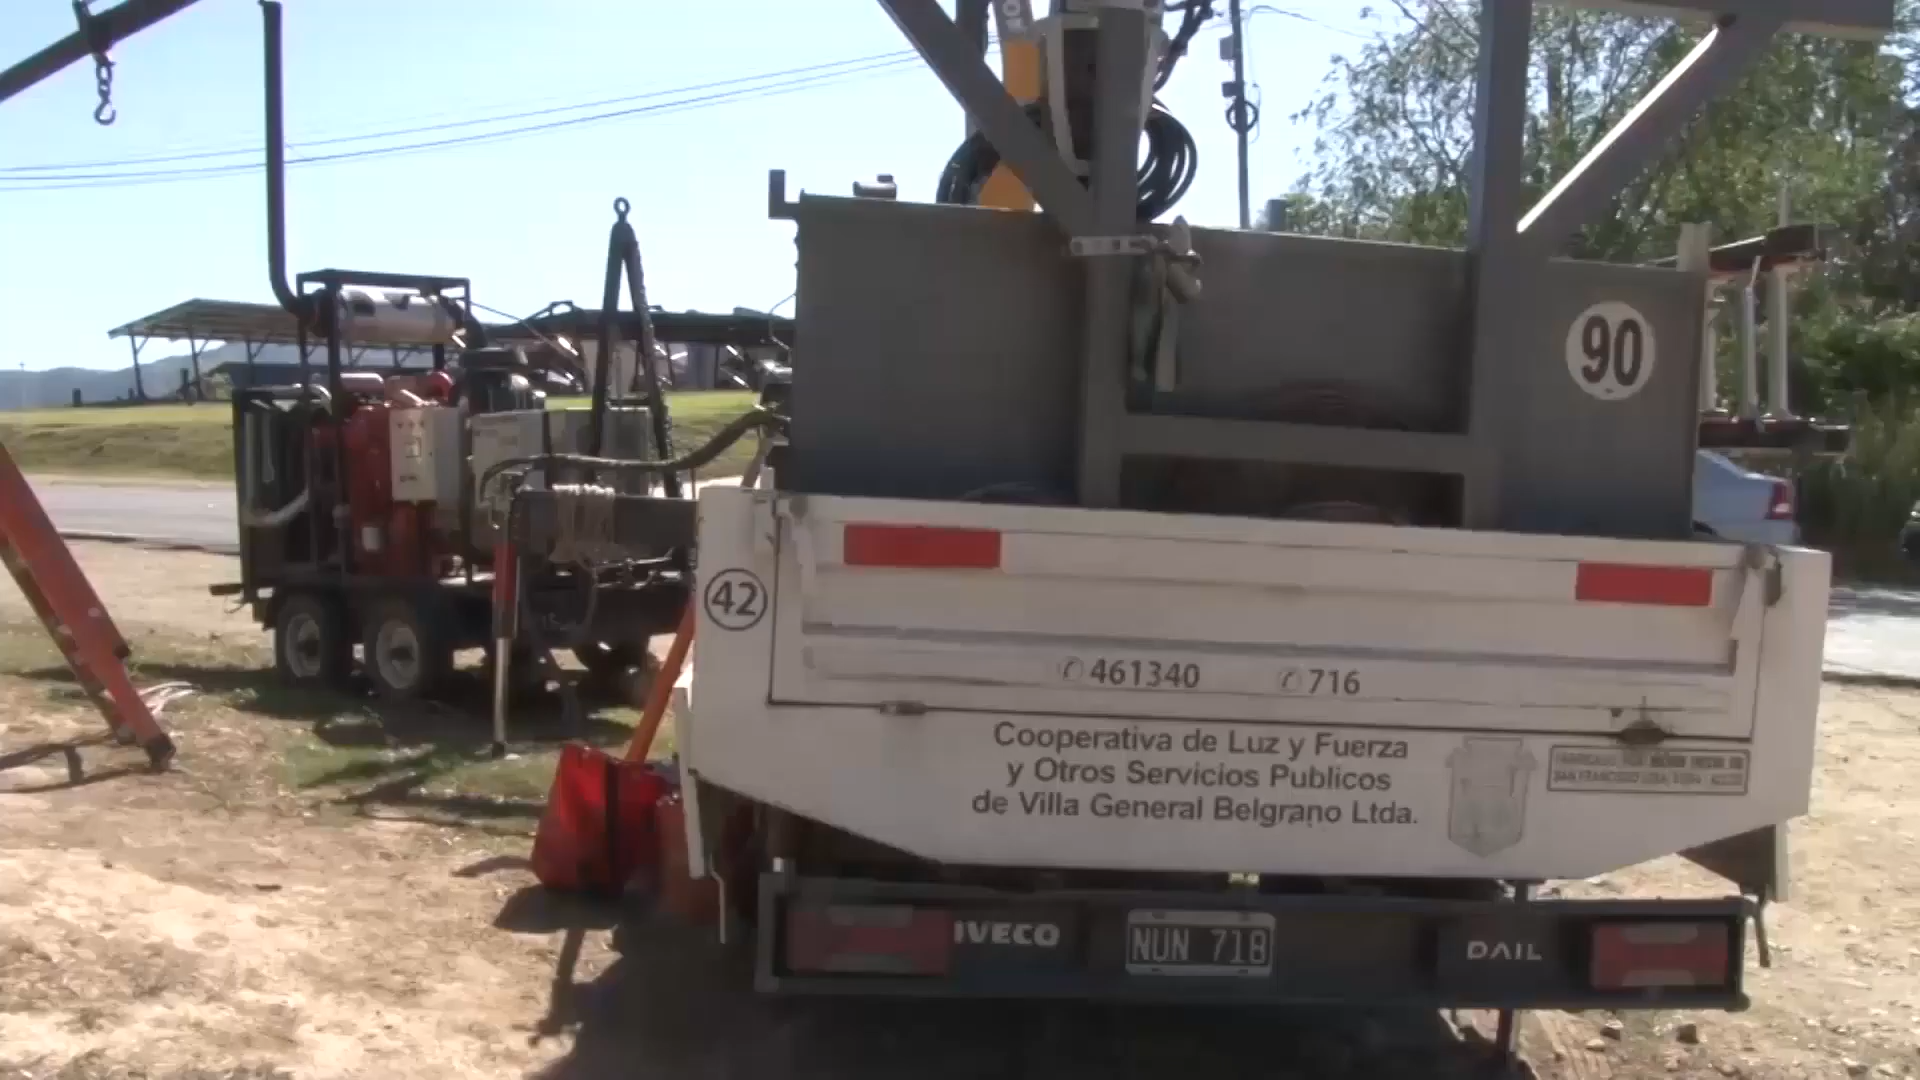 90
42
461340 716
Cooperativa de Luz y Fuerza
y Otros Servicios Publicos
de Villa General Belgrano Ltda.
IVECO
NUN 718
DAIL